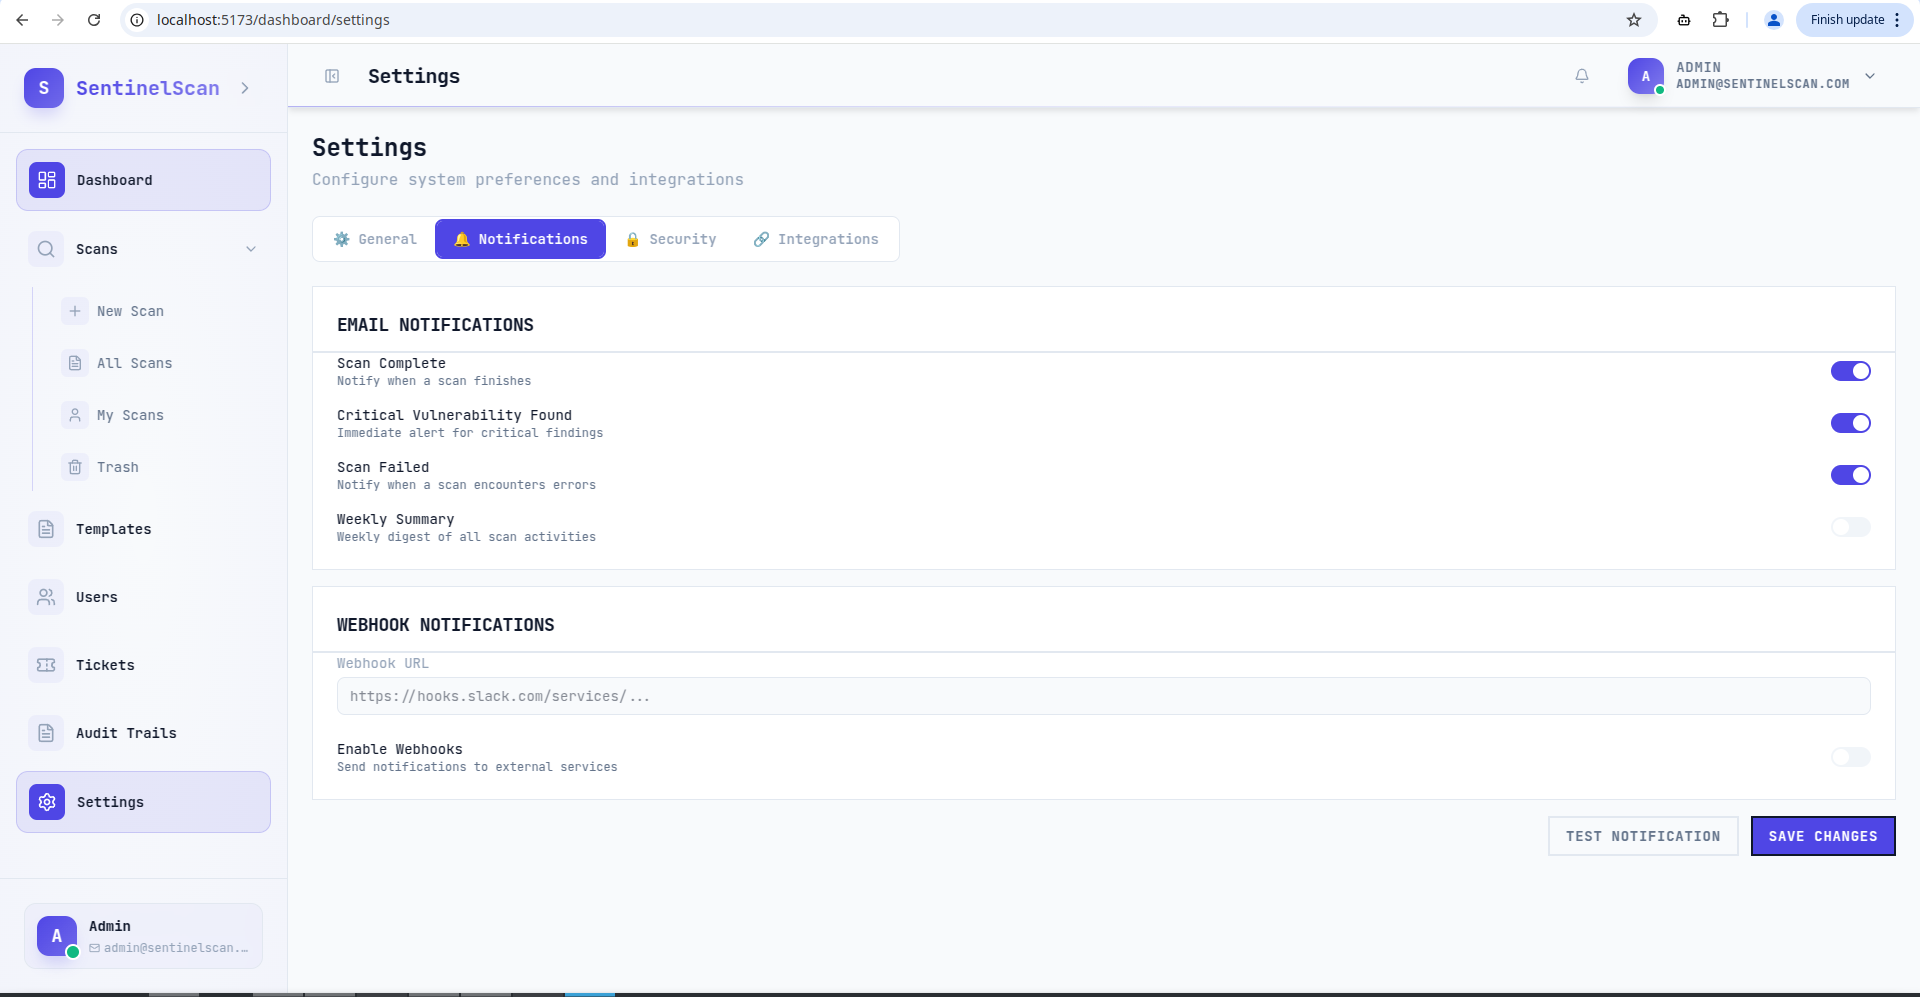 localhost:5173/dashboard/settings
Finish update
S
SentinelScan
Dashboard
Scans
New Scan
All Scans
My Scans
Trash
Templates
Users
Tickets
Audit Trails
Settings
A
Admin
admin@sentinelscan.…
Settings
A
ADMIN
ADMIN@SENTINELSCAN.COM
Settings
Configure system preferences and integrations
General
Notifications
Security
Integrations
EMAIL NOTIFICATIONS
Scan Complete
Notify when a scan finishes
Critical Vulnerability Found
Immediate alert for critical findings
Scan Failed
Notify when a scan encounters errors
Weekly Summary
Weekly digest of all scan activities
WEBHOOK NOTIFICATIONS
Webhook URL
https://hooks.slack.com/services/...
Enable Webhooks
Send notifications to external services
TEST NOTIFICATION
SAVE CHANGES